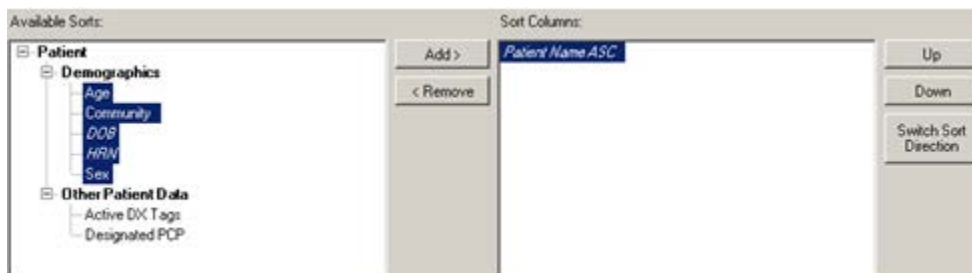 Available Sorts:
Patient
Demographics
Age
Community
DOB
HRN
Sex
Other Patient Data
Active DX Tags
Designated PCP
Add >
< Remove
Sort Columns:
Patient Name ASC
Up
Down
Switch Sort
Direction